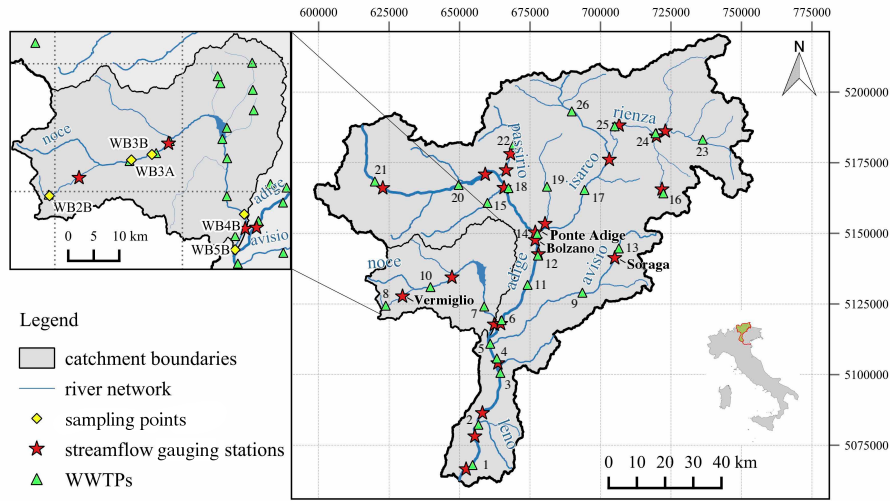 600000 625000 650000 675000 700000 725000 750000 775000
N
5200000
5175000
5150000
5125000
5100000
5075000
noce
WB3B
WB3A
WB2B
WB4B
WB5B
adige
avisio
0 5 10 km
26
rienza
25
24
23
22
passirio
21
20
19
18
17
16
15
isarco
14
Ponte Adige
Bolzano
13
12
Soraga
avisio
adige
noce
11
10
9
8
Vermiglio
7
6
5
4
3
2
leno
1
Legend
catchment boundaries
river network
sampling points
streamflow gauging stations
WWTPs
0 10 20 30 40 km